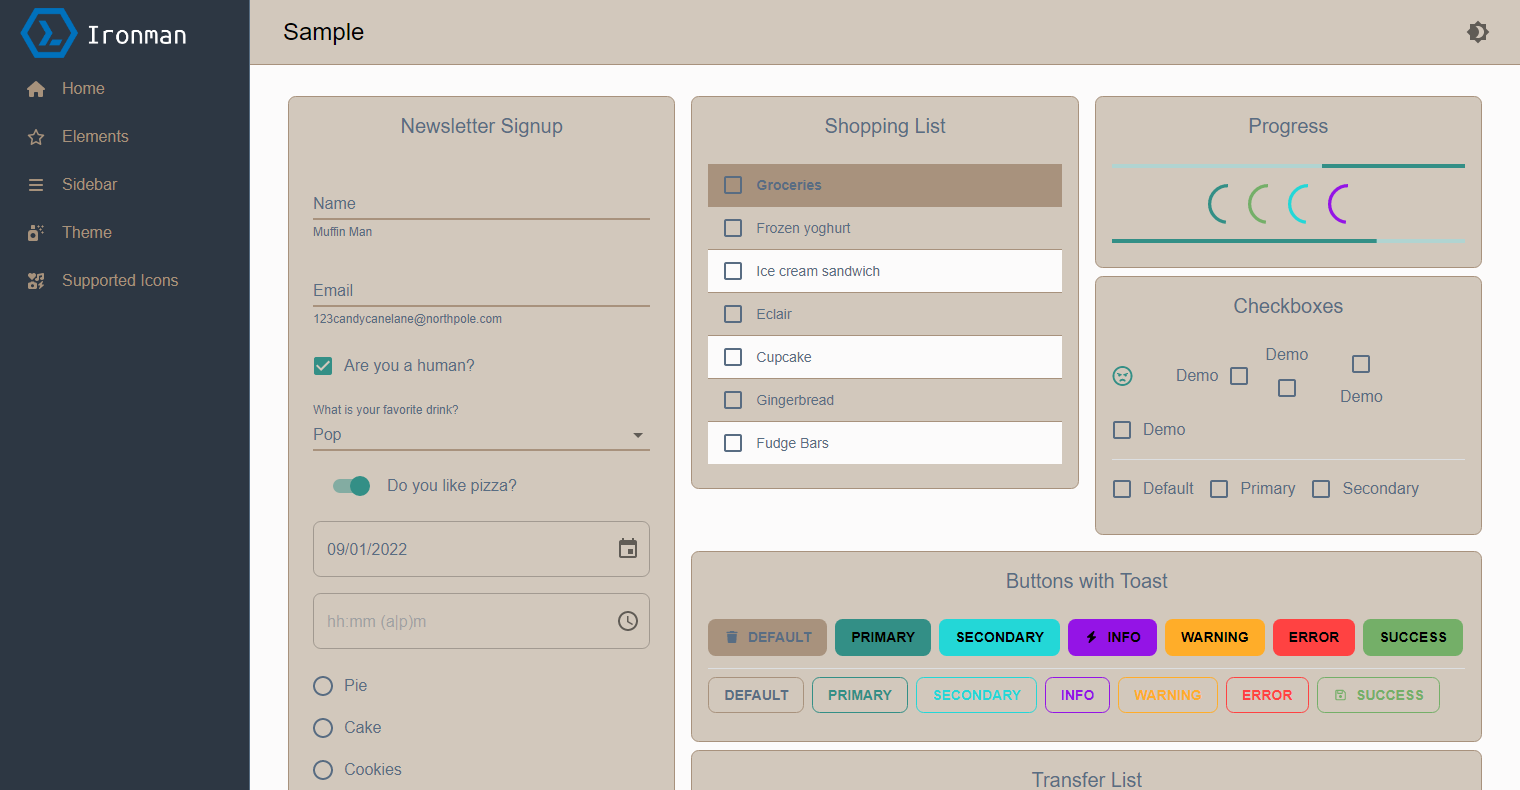 Ironman
Home
Elements
Sidebar
Theme
Supported Icons
Sample
Newsletter Signup
Name
Muffin Man
Email
123candycanelane@northpole.com
Are you a human?
What is your favorite drink?
Pop
Do you like pizza?
09/01/2022
hh:mm (a|p)m
Pie
Cake
Cookies
Shopping List
Groceries
Frozen yoghurt
Ice cream sandwich
Eclair
Cupcake
Gingerbread
Fudge Bars
Progress
Checkboxes
Demo
Demo
Demo
Demo
Default Primary Secondary
Buttons with Toast
DEFAULT PRIMARY SECONDARY INFO WARNING ERROR SUCCESS
DEFAULT PRIMARY SECONDARY INFO WARNING ERROR SUCCESS
Transfer List